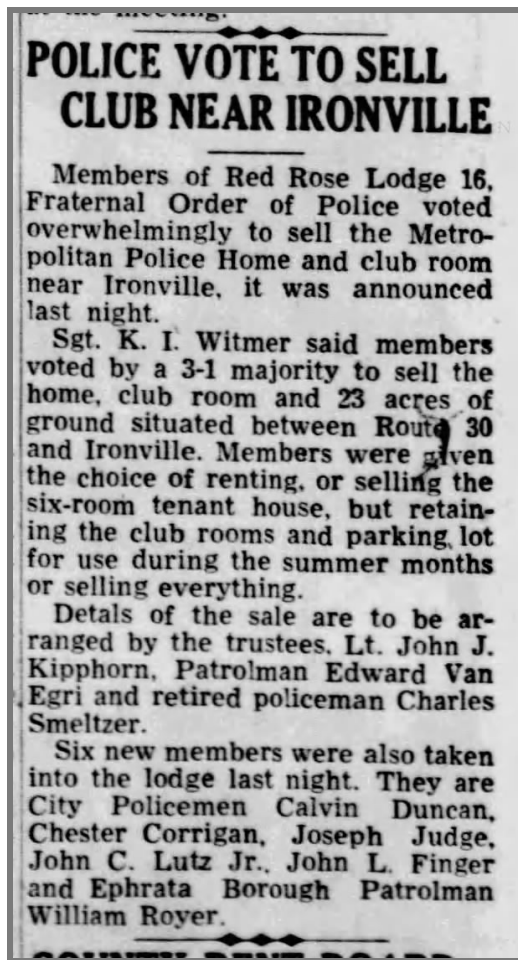 at the meeting.
POLICE VOTE TO SELL
CLUB NEAR IRONVILLE
Members of Red Rose Lodge 16,
Fraternal Order of Police voted
overwhelmingly to sell the Metro-
politan Police Home and club room
near Ironville, it was announced
last night.
Sgt. K. I. Witmer said members
voted by a 3-1 majority to sell the
home, club room and 23 acres of
ground situated between Route 30
and Ironville. Members were given
the choice of renting, or selling the
six-room tenant house, but retain-
ing the club rooms and parking lot
for use during the summer months
or selling everything.
Detals of the sale are to be ar-
ranged by the trustees, Lt. John J.
Kipphorn, Patrolman Edward Van
Egri and retired policeman Charles
Smeltzer.
Six new members were also taken
into the lodge last night. They are
City Policemen Calvin Duncan,
Chester Corrigan, Joseph Judge,
John C. Lutz Jr., John L. Finger
and Ephrata Borough Patrolman
William Royer.
COUNTY RENT BOARD